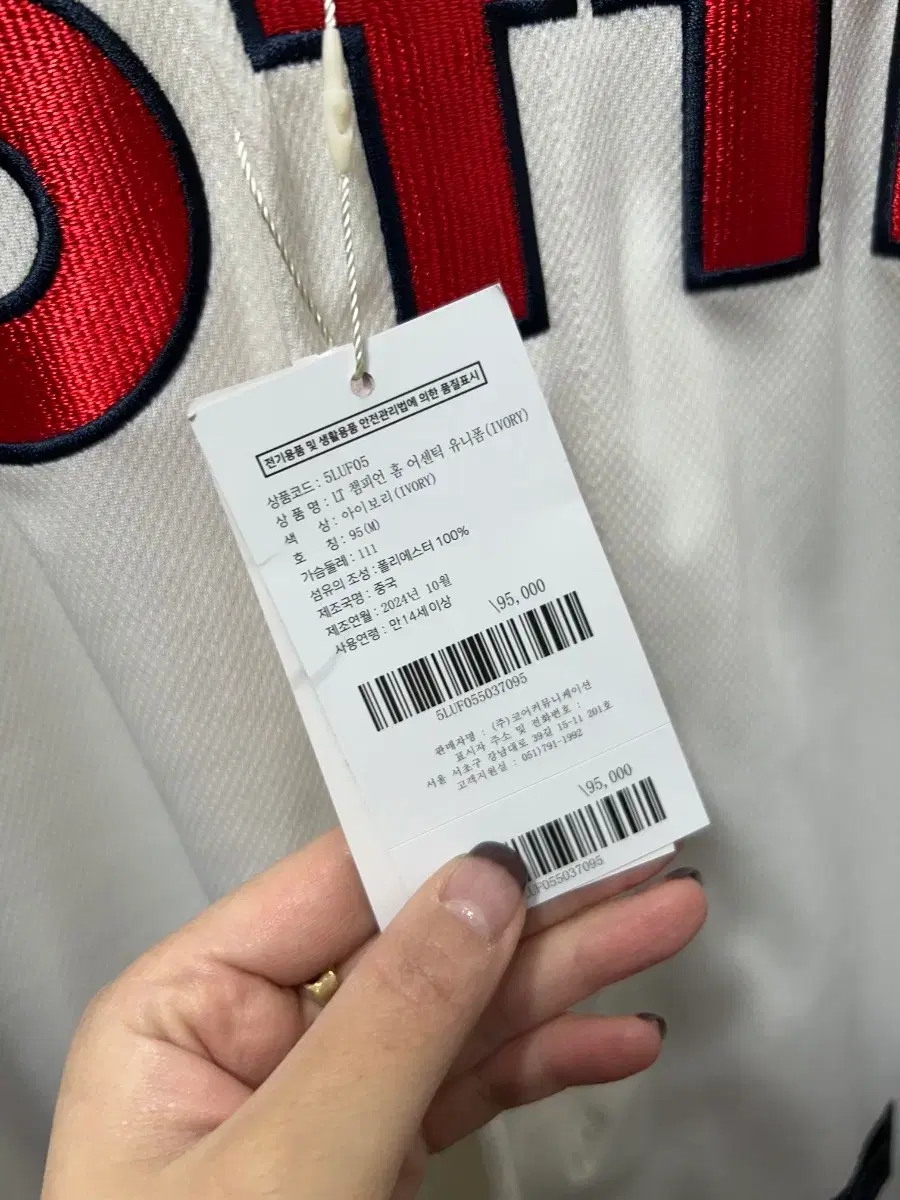 전기용품 및 생활용품 안전관리법에 의한 품질표시
상품코드 : 5LUF05
상 품 명 : LT 챔피언 홈 어센틱 유니폼(IVORY)
색 상 : 아이보리(IVORY)
호 칭 : 95(M)
가슴둘레 : 111
섬유의 조성 : 폴리에스터 100%
제조국명 : 중국
제조연월 : 2024년 10월
사용연령 : 만14세이상
\95,000
5LUF055037095
판매자명 : (주)코어커뮤니케이션
표시자 주소 및 전화번호 :
서울 서초구 강남대로 39길 15-11 201호
고객지원실 : 051)791-1992
\95,000
LUF055037095